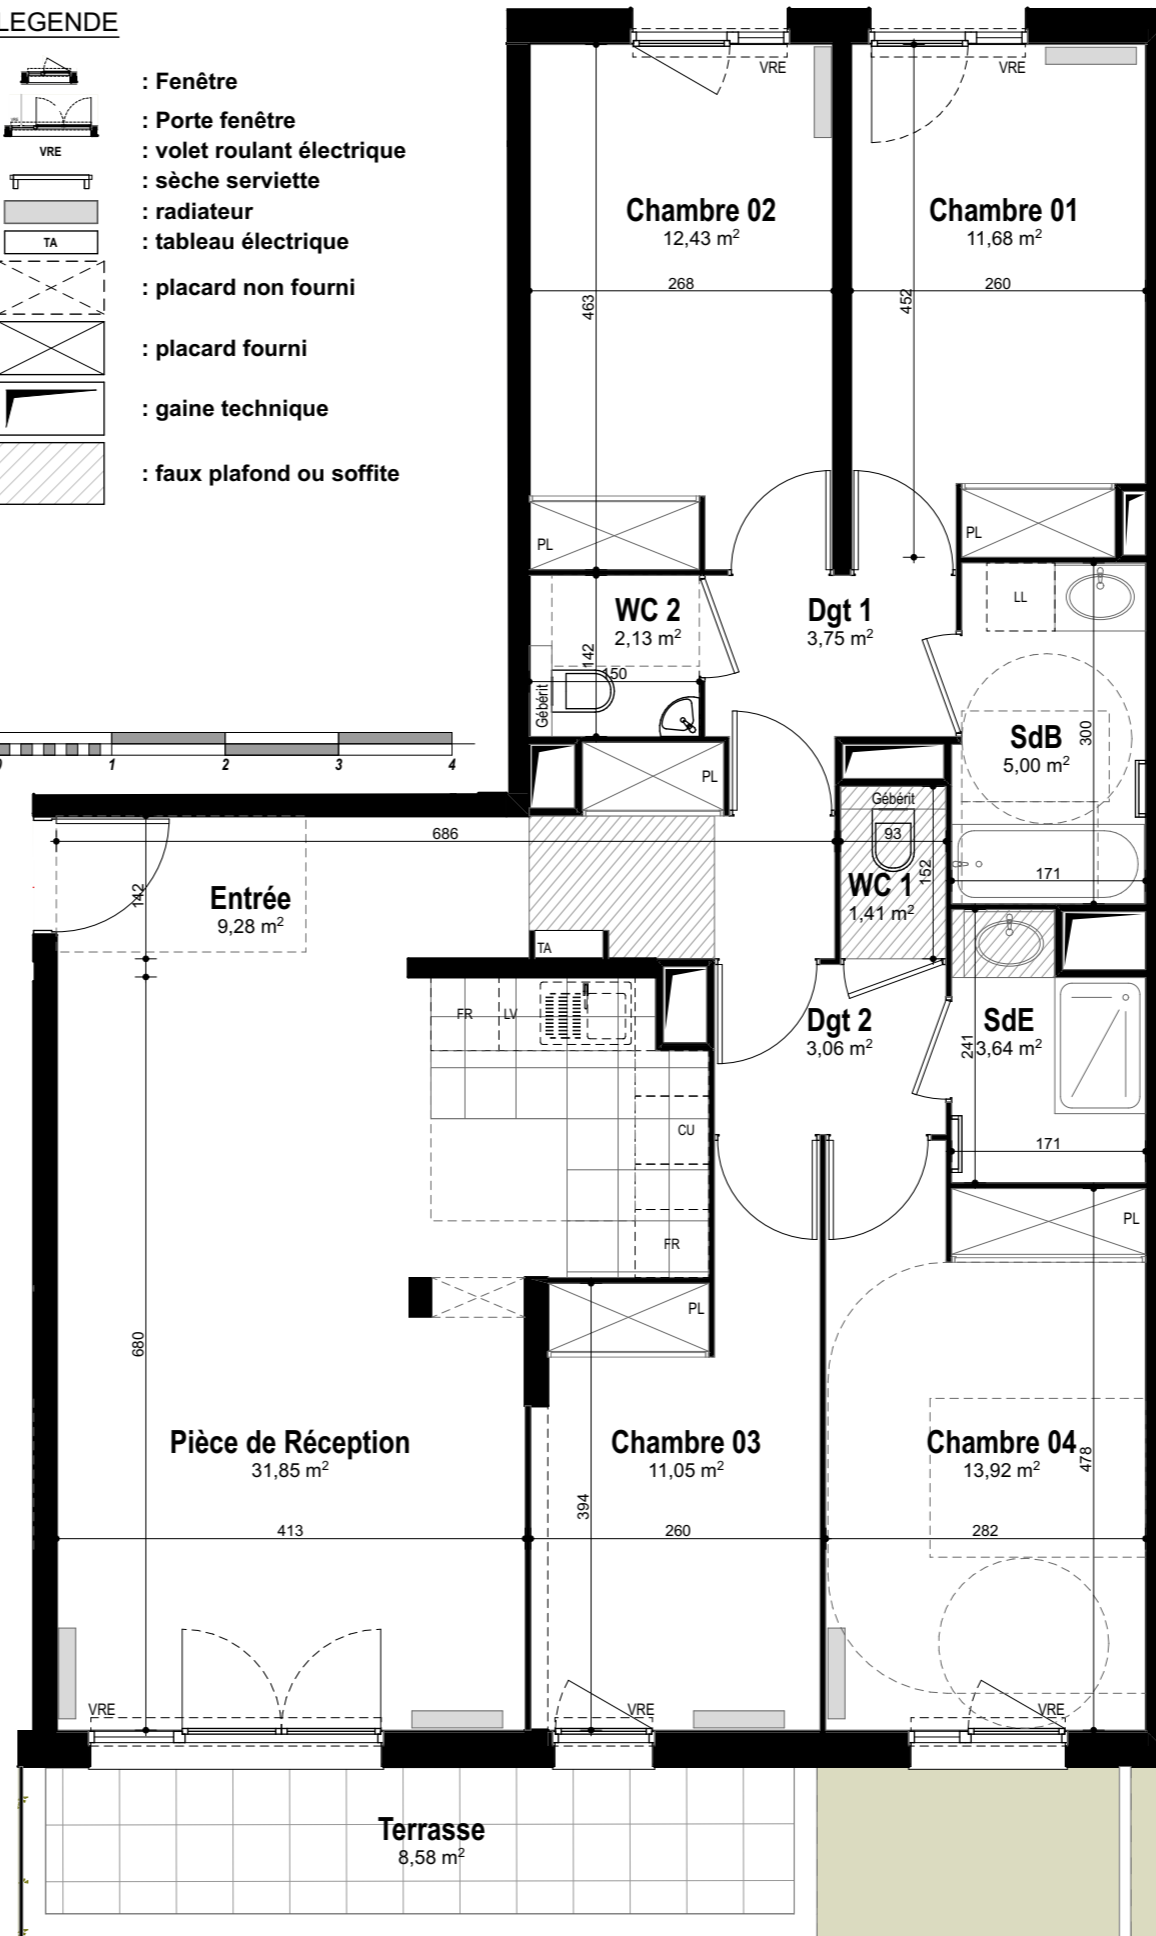 LEGENDE
: Fenêtre
: Porte fenêtre
VRE : volet roulant électrique
: sèche serviette
: radiateur
TA : tableau électrique
: placard non fourni
: placard fourni
: gaine technique
: faux plafond ou soffite
0 1 2 3 4
VRE
VRE
Chambre 02
12,43 m²
268
463
PL
Chambre 01
11,68 m²
260
452
PL
WC 2
2,13 m²
142
150
Gébérit
Dgt 1
3,75 m²
LL
SdB
5,00 m²
300
171
PL
686
Gébérit
93
152
WC 1
1,41 m²
Entrée
9,28 m²
142
TA
FR
LV
CU
FR
Dgt 2
3,06 m²
SdE
3,64 m²
241
171
PL
PL
680
Pièce de Réception
31,85 m²
413
Chambre 03
11,05 m²
394
260
Chambre 04
13,92 m²
478
282
VRE
VRE
VRE
Terrasse
8,58 m²